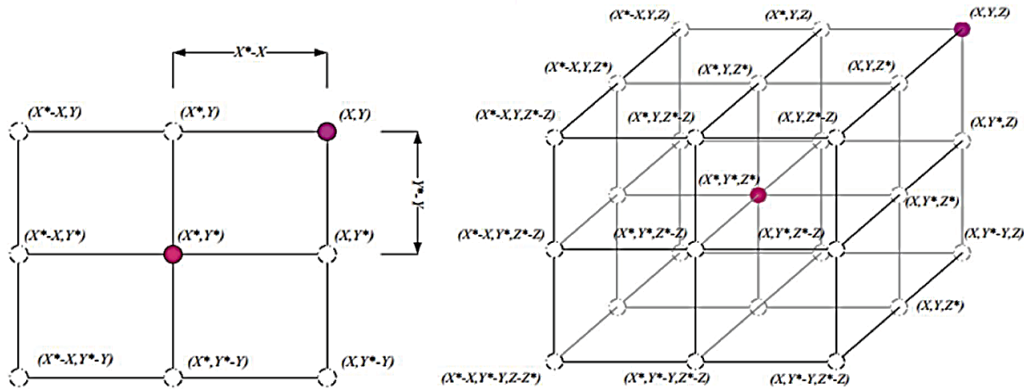 X*-X
(X*-X,Y)
(X*,Y)
(X,Y)
Y*-Y
(X*-X,Y*)
(X*,Y*)
(X,Y*)
(X*-X,Y*-Y)
(X*,Y*-Y)
(X,Y*-Y)
(X*-X,Y,Z)
(X*,Y,Z)
(X,Y,Z)
(X*-X,Y,Z*)
(X*,Y,Z*)
(X,Y,Z*)
(X*-X,Y,Z*-Z)
(X*,Y,Z*-Z)
(X,Y,Z*-Z)
(X,Y*,Z)
(X*,Y*,Z*)
(X,Y*,Z*)
(X*-X,Y*,Z*-Z)
(X*,Y*,Z*-Z)
(X,Y*,Z*-Z)
(X,Y*-Y,Z)
(X,Y,Z*)
(X*-X,Y*-Y,Z-Z*)
(X*,Y*-Y,Z*-Z)
(X,Y*-Y,Z*-Z)